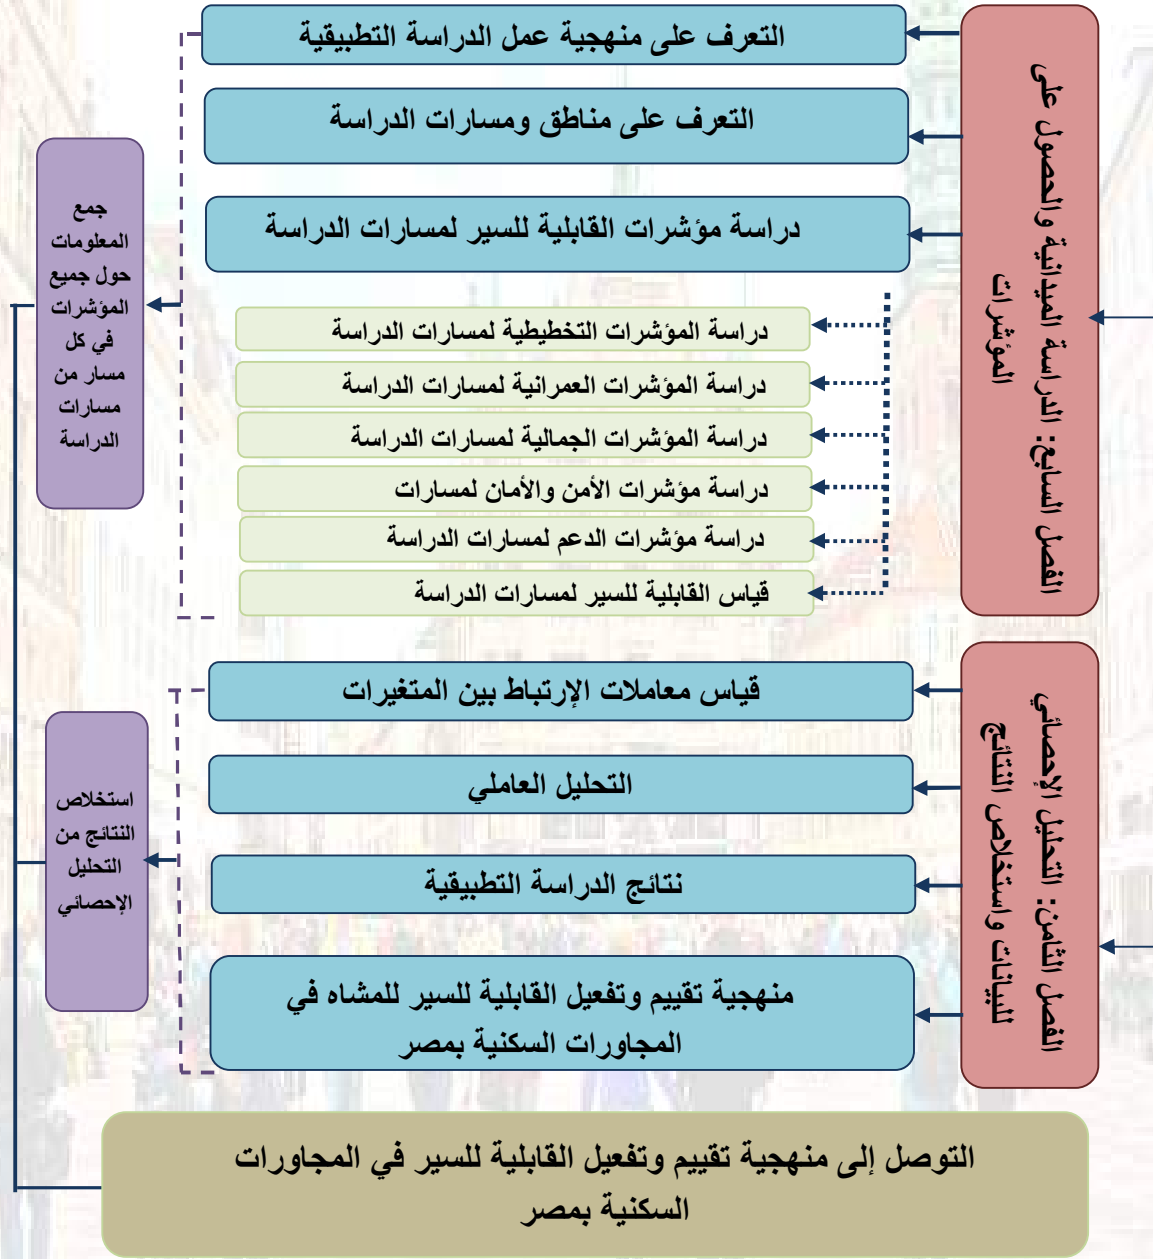 الفصل السابع: الدراسة الميدانية والحصول على
المؤشرات
التعرف على منهجية عمل الدراسة التطبيقية
التعرف على مناطق ومسارات الدراسة
دراسة مؤشرات القابلية للسير لمسارات الدراسة
دراسة المؤشرات التخطيطية لمسارات الدراسة
دراسة المؤشرات العمرانية لمسارات الدراسة
دراسة المؤشرات الجمالية لمسارات الدراسة
دراسة مؤشرات الأمن والأمان لمسارات
دراسة مؤشرات الدعم لمسارات الدراسة
قياس القابلية للسير لمسارات الدراسة
جمع
المعلومات
حول جميع
المؤشرات
في كل
مسار من
مسارات
الدراسة
الفصل الثامن: التحليل الإحصائي
للبيانات واستخلاص النتائج
قياس معاملات الإرتباط بين المتغيرات
التحليل العاملي
نتائج الدراسة التطبيقية
منهجية تقييم وتفعيل القابلية للسير للمشاه في
المجاورات السكنية بمصر
استخلاص
النتائج من
التحليل
الإحصائي
التوصل إلى منهجية تقييم وتفعيل القابلية للسير في المجاورات
السكنية بمصر